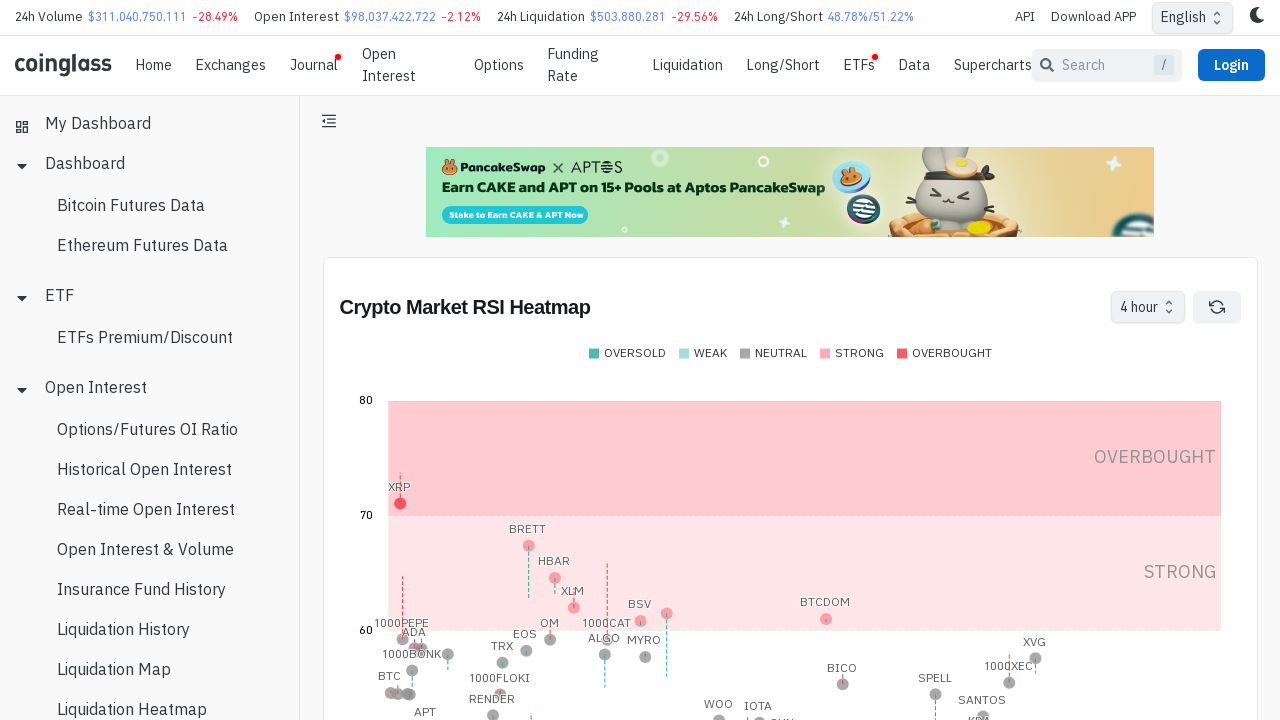 24h Volume $311,040,750,111 -28.49% Open Interest $98,037,422,722 -2.12% 24h Liquidation $503,880,281 -29.56% 24h Long/Short 48.78%/51.22% API Download APP English
coinglass Home Exchanges Journal Open Interest Options Funding Rate Liquidation Long/Short ETFs Data Supercharts Search / Login
My Dashboard
Dashboard
Bitcoin Futures Data
Ethereum Futures Data
ETF
ETFs Premium/Discount
Open Interest
Options/Futures OI Ratio
Historical Open Interest
Real-time Open Interest
Open Interest & Volume
Insurance Fund History
Liquidation History
Liquidation Map
Liquidation Heatmap
PancakeSwap × APTOS
Earn CAKE and APT on 15+ Pools at Aptos PancakeSwap
Stake to Earn CAKE & APT Now
Crypto Market RSI Heatmap
4 hour
OVERSOLD WEAK NEUTRAL STRONG OVERBOUGHT
80
OVERBOUGHT
XRP
70
BRETT
HBAR
STRONG
XLM
BSV
BTCDOM
60
1000PEPE
OM
1000CAT
ADA
EOS
ALGO
MYRO
XVG
TRX
1000BONK
BICO
1000XEC
BTC
1000FLOKI
SPELL
RENDER
SANTOS
WOO
IOTA
APT